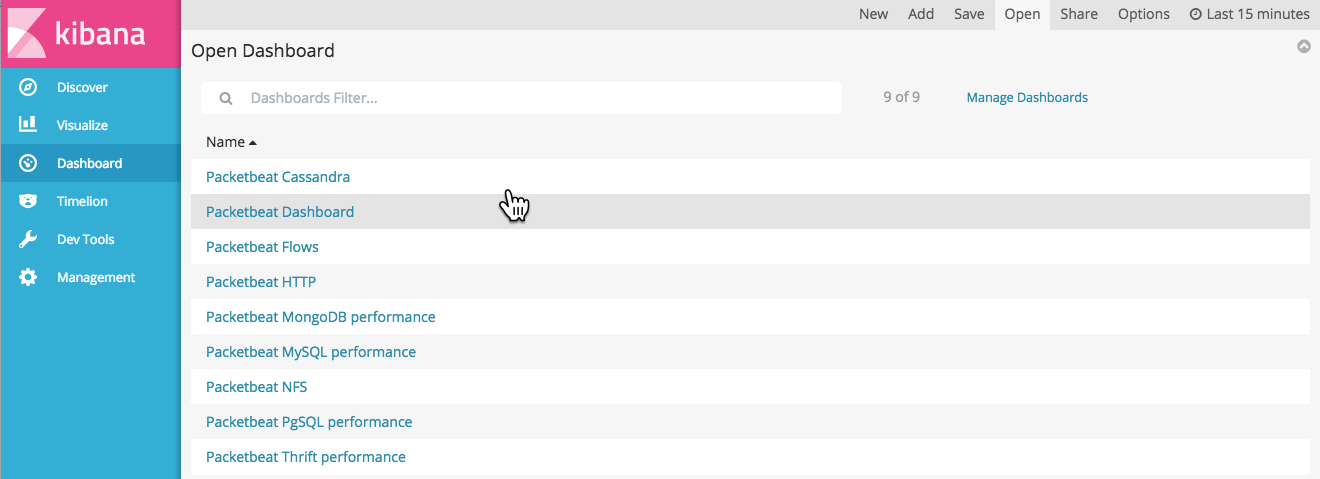 kibana
Discover
Visualize
Dashboard
Timelion
Dev Tools
Management
New Add Save Open Share Options Last 15 minutes
Open Dashboard
Dashboards Filter... 9 of 9 Manage Dashboards
Name
Packetbeat Cassandra
Packetbeat Dashboard
Packetbeat Flows
Packetbeat HTTP
Packetbeat MongoDB performance
Packetbeat MySQL performance
Packetbeat NFS
Packetbeat PgSQL performance
Packetbeat Thrift performance